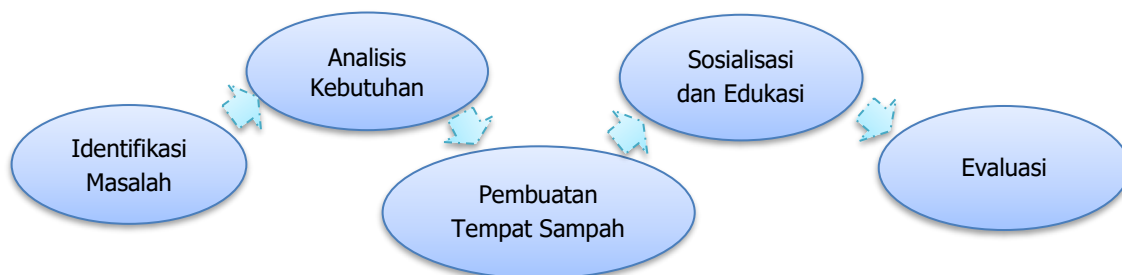 Identifikasi
Masalah
Analisis
Kebutuhan
Pembuatan
Tempat Sampah
Sosialisasi
dan Edukasi
Evaluasi